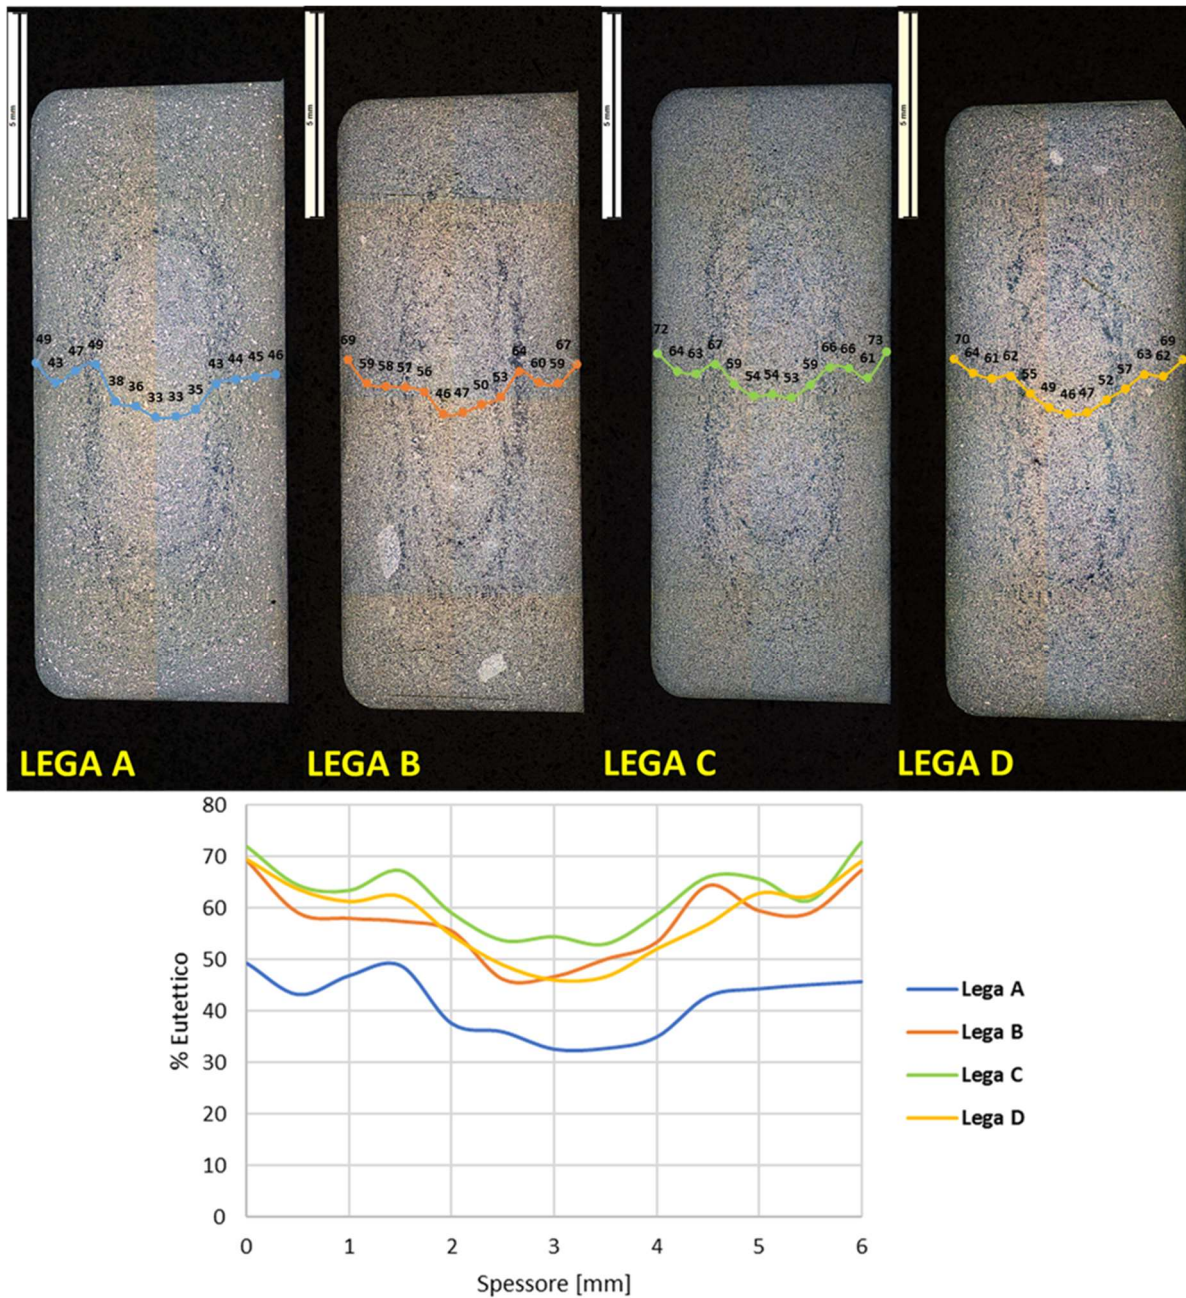 5 mm
5 mm
5 mm
5 mm
49 43 47 49 38 36 33 33 35 43 44 45 46
69 59 58 57 56 46 47 50 53 64 60 59 67
72 64 63 67 59 54 54 53 59 66 66 61 73
70 64 61 62 55 49 46 47 52 57 63 62 69
LEGA A
LEGA B
LEGA C
LEGA D
80
70
60
50
40
30
20
10
0
% Eutettico
0 1 2 3 4 5 6
Spessore [mm]
Lega A
Lega B
Lega C
Lega D